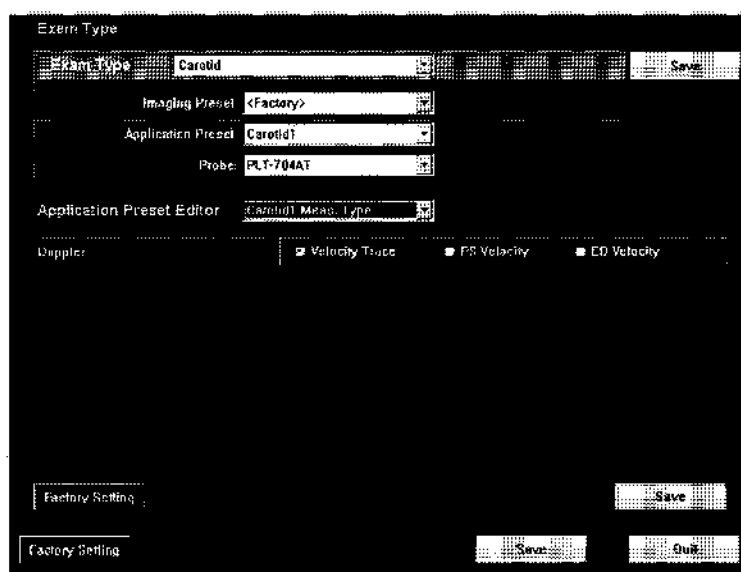 Exam Type
Exam Type Carotid Save
Imaging Preset <Factory>
Application Preset Carotid1
Probe: PLT-704AT
Application Preset Editor Carotid1 Meas. Type
Doppler Velocity Trace PS Velocity ED Velocity
Factory Setting Save
Factory Setting Save Quit